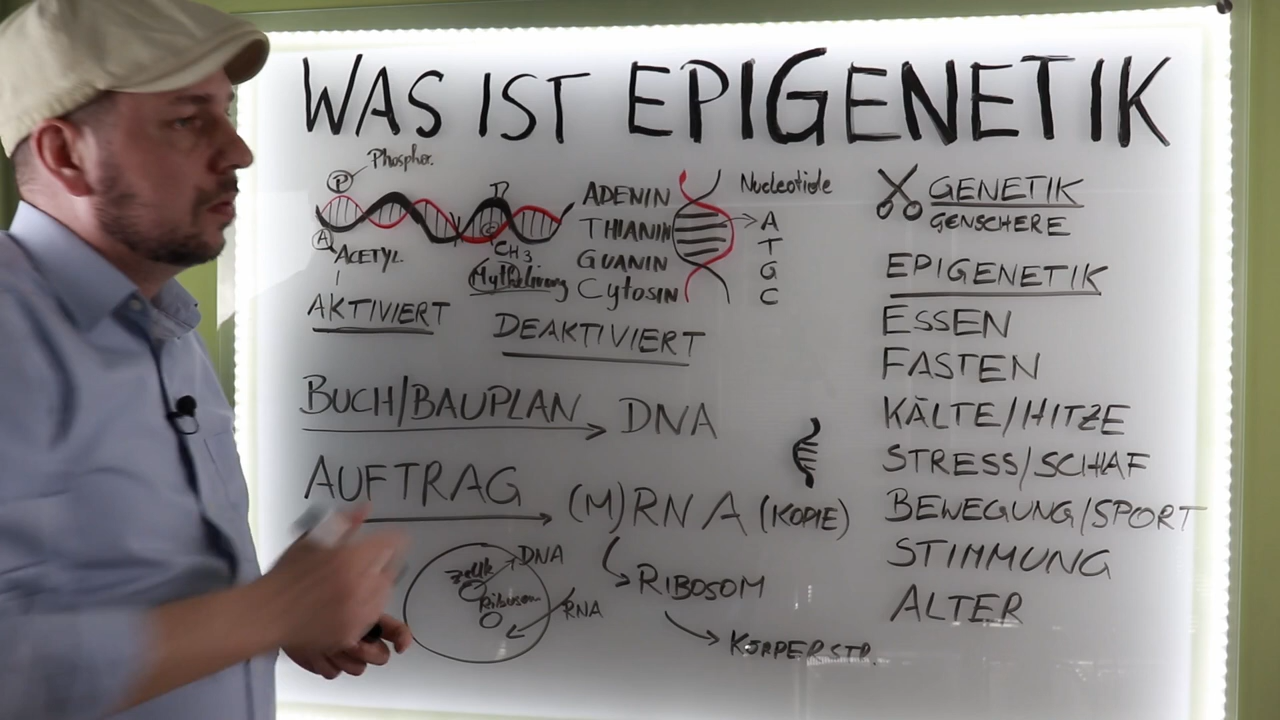 WAS IST EPIGENETIK
Phosphor.
P
A
ACETYL
AKTIVIERT
CH3
Mythelirung
DEAKTIVIERT
ADENIN
THIANIN
GUANIN
Cytosin
Nucleotide
A
T
G
C
GENETIK
GENSCHERE
EPIGENETIK
ESSEN
FASTEN
KÄLTE/HITZE
STRESS/SCHAF
BEWEGUNG/SPORT
STIMMUNG
ALTER
BUCH/BAUPLAN DNA
AUFTRAG (M)RNA (KOPIE)
RIBOSOM
KÖRPERSTR.
DNA
Zelle
Ribosom
RNA